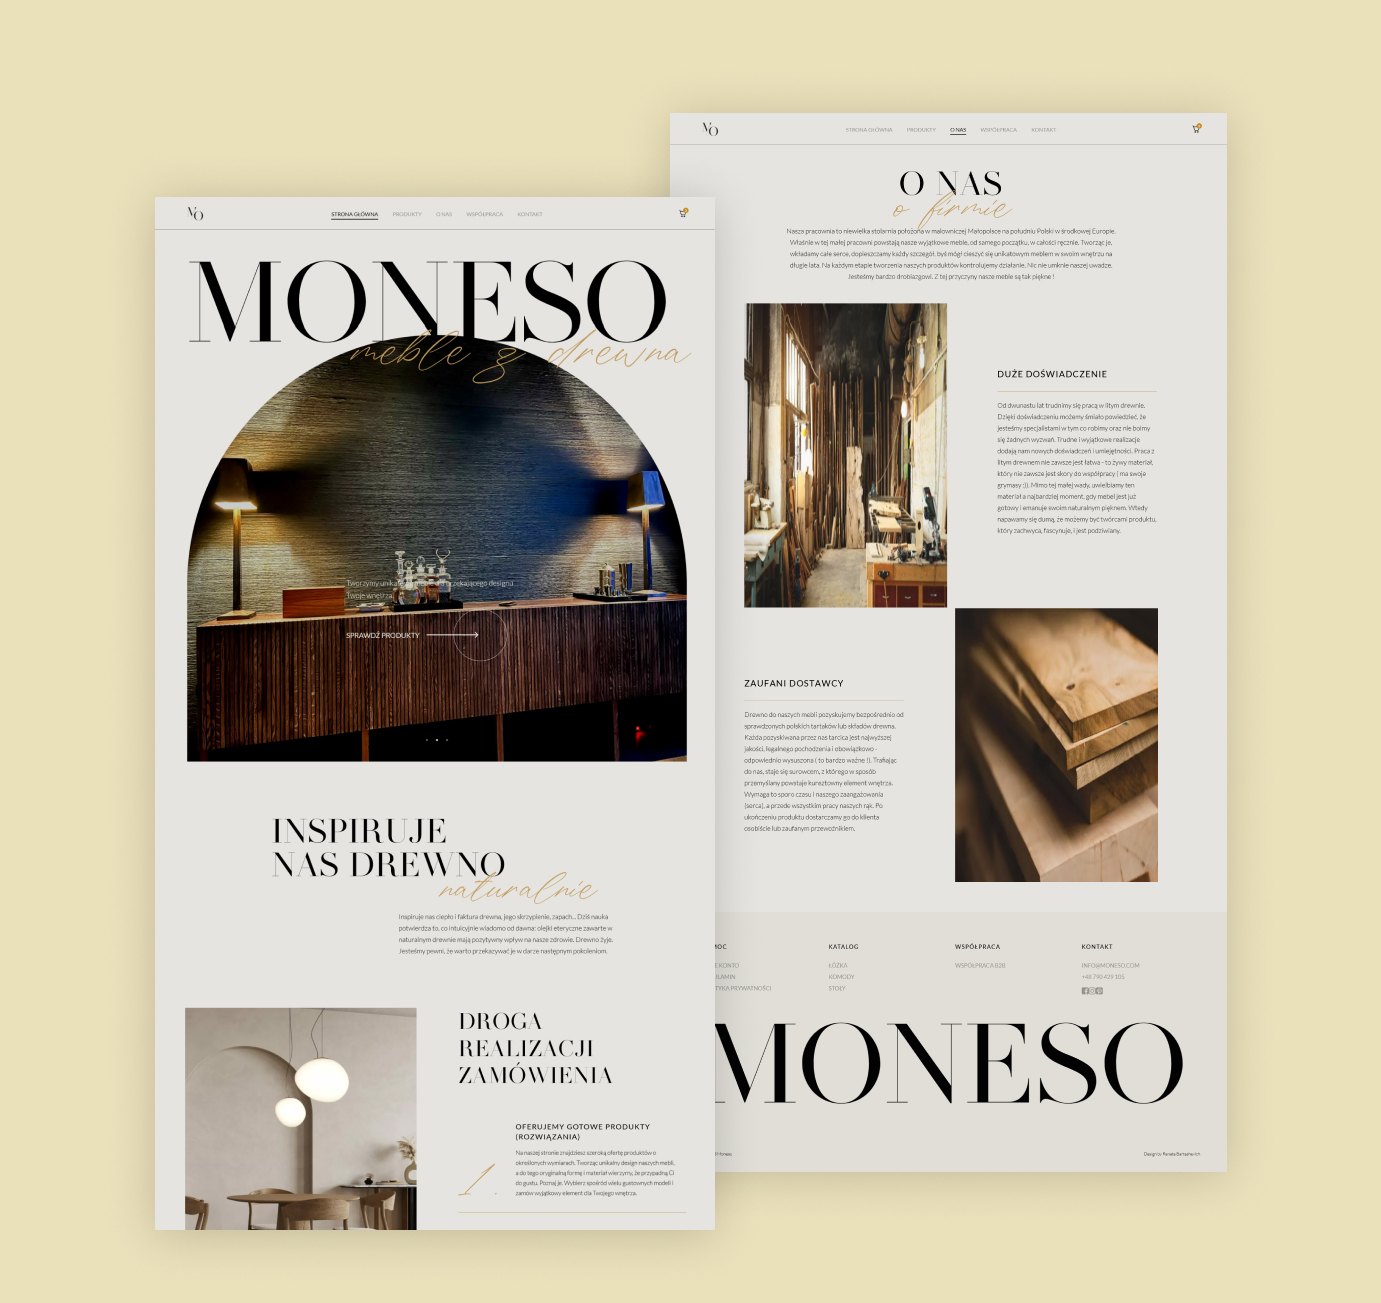 VO
STRONA GŁÓWNA PRODUKTY O NAS WSPÓŁPRACA KONTAKT
MONESO
meble z drewna
Tworzymy
designu
Twoje wnętrza
SPRAWDŹ PRODUKTY
INSPIRUJE
NAS DREWNO
naturalnie
Inspiruje nas ciepło i faktura drewna, jego skrzypienie, zapach... Dziś nauka
potwierdza to, co intuicyjnie wiadomo od dawna: olejki eteryczne zawarte w
naturalnym drewnie mają pozytywny wpływ na nasze zdrowie. Drewno żyje.
Jesteśmy pewni, że warto przekazywać je w darze następnym pokoleniom.
DROGA
REALIZACJI
ZAMÓWIENIA
OFERUJEMY GOTOWE PRODUKTY
(ROZWIĄZANIA)
1.
Na naszej stronie znajdziesz szeroką ofertę produktów o
określonych wymiarach. Tworząc unikalny design naszych mebli,
a do tego oryginalną formę i materiał wierzymy, że przypadną Ci
do gustu. Poznaj je. Wybierz spośród wielu gustownych modeli i
zamów wyjątkowy element dla Twojego wnętrza.
VO
STRONA GŁÓWNA PRODUKTY O NAS WSPÓŁPRACA KONTAKT
O NAS
o firmie
Nasza pracownia to niewielka stolarnia położona w malowniczej Małopolsce na południu Polski w środkowej Europie.
Właśnie w tej małej pracowni powstają nasze wyjątkowe meble, od samego początku, w całości ręcznie. Tworząc je,
wkładamy całe serce, dopieszczamy każdy szczegół, byś mógł cieszyć się unikatowym meblem w swoim wnętrzu na
długie lata. Na każdym etapie tworzenia naszych produktów kontrolujemy działanie. Nic nie umknie naszej uwadze.
Jesteśmy bardzo drobiazgowi. Z tej przyczyny nasze meble są tak piękne !
DUŻE DOŚWIADCZENIE
Od dwunastu lat trudnimy się pracą w litym drewnie.
Dzięki doświadczeniu możemy śmiało powiedzieć, że
jesteśmy specjalistami w tym co robimy oraz nie boimy
się żadnych wyzwań. Trudne i wyjątkowe realizacje
dodają nam nowych doświadczeń i umiejętności. Praca z
litym drewnem nie zawsze jest łatwa - to żywy materiał,
który nie zawsze jest skory do współpracy ( ma swoje
grymasy :)). Mimo tej małej wady, uwielbiamy ten
materiał a najbardziej moment, gdy mebel jest już
gotowy i emanuje swoim naturalnym pięknem. Wtedy
napawamy się dumą, że możemy być twórcami produktu,
który zachwyca, fascynuje, i jest podziwiany.
ZAUFANI DOSTAWCY
Drewno do naszych mebli pozyskujemy bezpośrednio od
sprawdzonych polskich tartaków lub składów drewna.
Każda pozyskiwana przez nas tarcica jest najwyższej
jakości, legalnego pochodzenia i obowiązkowo -
odpowiednio wysuszona ( to bardzo ważne !). Trafiając
do nas, staje się surowcem, z którego w sposób
przemyślany powstaje kunsztowny element wnętrza.
Wymaga to sporo czasu i naszego zaangażowania
(serca), a przede wszystkim pracy naszych rąk. Po
ukończeniu produktu dostarczamy go do klienta
osobiście lub zaufanym przewoźnikiem.
MOC KATALOG WSPÓŁPRACA KONTAKT
E KONTO ŁÓŻKA WSPÓŁPRACA B2B INFO@MONESO.COM
ULAMIN KOMODY +48 790 429 105
TYKA PRYWATNOŚCI STOŁY
MONESO
Moneso
Design by